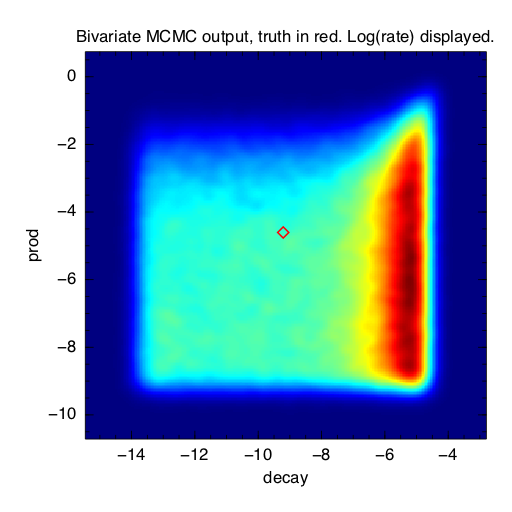 Bivariate MCMC output, truth in red. Log(rate) displayed.
0
−2
−4
prod
−6
−8
−10
−14 −12 −10 −8 −6 −4
decay